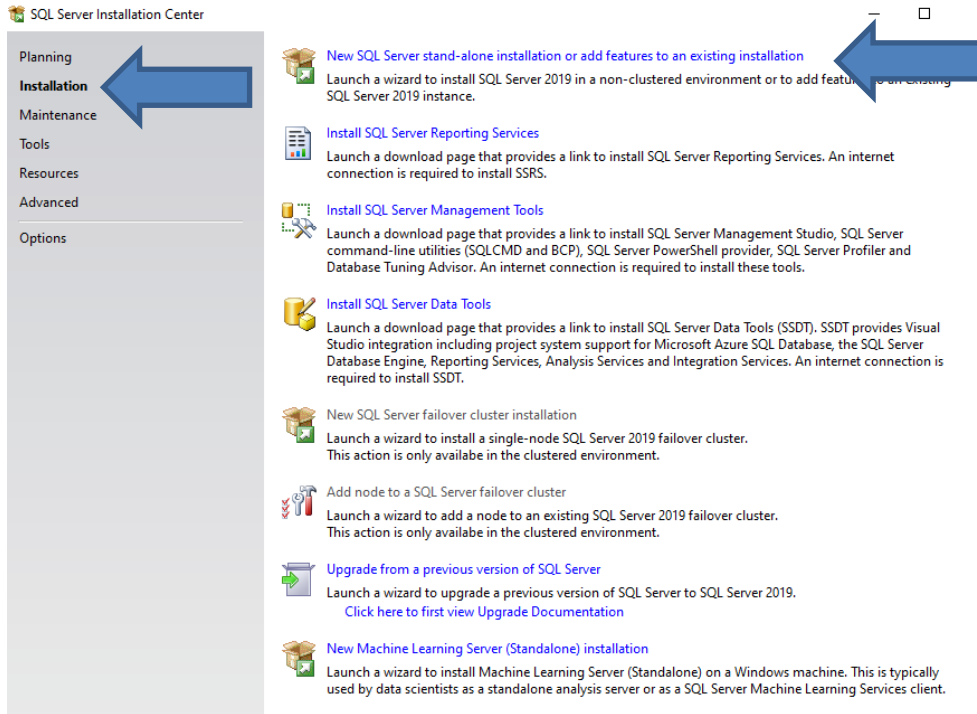 SQL Server Installation Center
Planning
Installation
Maintenance
Tools
Resources
Advanced
Options
New SQL Server stand-alone installation or add features to an existing installation
Launch a wizard to install SQL Server 2019 in a non-clustered environment or to add featur to an existing
SQL Server 2019 instance.
Install SQL Server Reporting Services
Launch a download page that provides a link to install SQL Server Reporting Services. An internet
connection is required to install SSRS.
Install SQL Server Management Tools
Launch a download page that provides a link to install SQL Server Management Studio, SQL Server
command-line utilities (SQLCMD and BCP), SQL Server PowerShell provider, SQL Server Profiler and
Database Tuning Advisor. An internet connection is required to install these tools.
Install SQL Server Data Tools
Launch a download page that provides a link to install SQL Server Data Tools (SSDT). SSDT provides Visual
Studio integration including project system support for Microsoft Azure SQL Database, the SQL Server
Database Engine, Reporting Services, Analysis Services and Integration Services. An internet connection is
required to install SSDT.
New SQL Server failover cluster installation
Launch a wizard to install a single-node SQL Server 2019 failover cluster.
This action is only availabe in the clustered environment.
Add node to a SQL Server failover cluster
Launch a wizard to add a node to an existing SQL Server 2019 failover cluster.
This action is only availabe in the clustered environment.
Upgrade from a previous version of SQL Server
Launch a wizard to upgrade a previous version of SQL Server to SQL Server 2019.
Click here to first view Upgrade Documentation
New Machine Learning Server (Standalone) installation
Launch a wizard to install Machine Learning Server (Standalone) on a Windows machine. This is typically
used by data scientists as a standalone analysis server or as a SQL Server Machine Learning Services client.